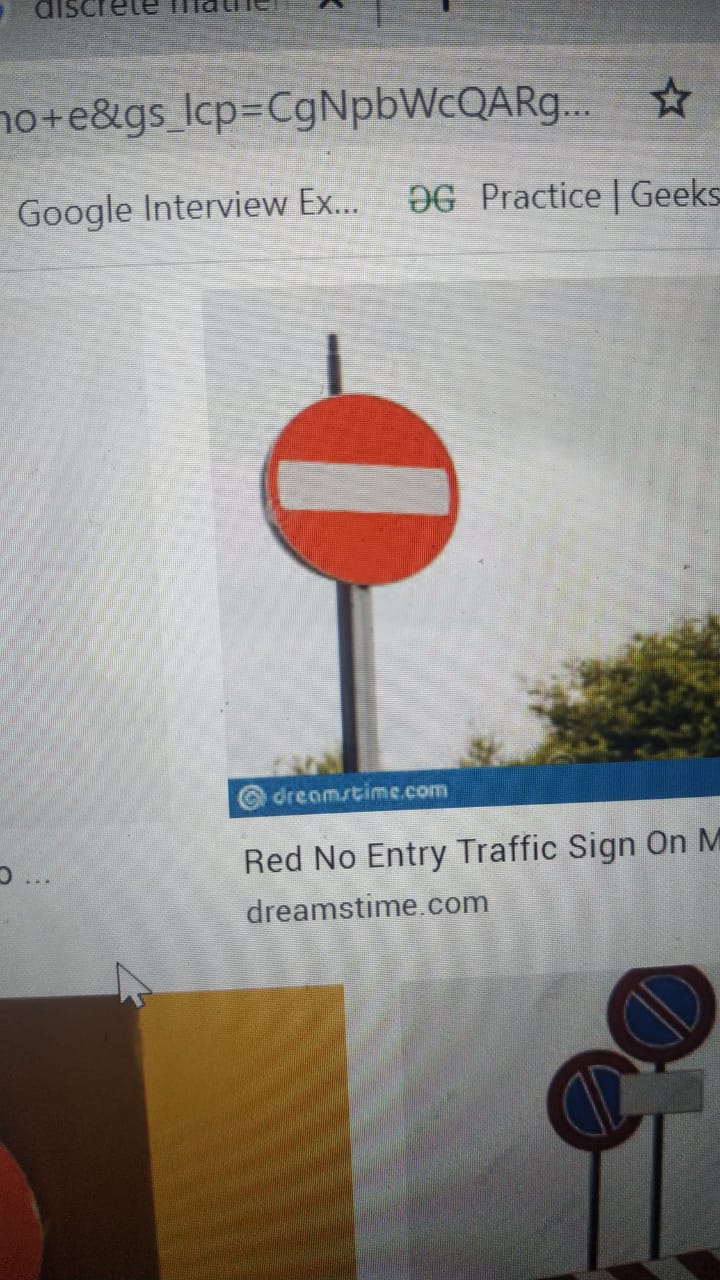 discrete mathe
no+e&gs_lcp=CgNpbWcQARg...
Google Interview Ex...
GG Practice | Geeks
dreamstime.com
Red No Entry Traffic Sign On M
dreamstime.com
o ...